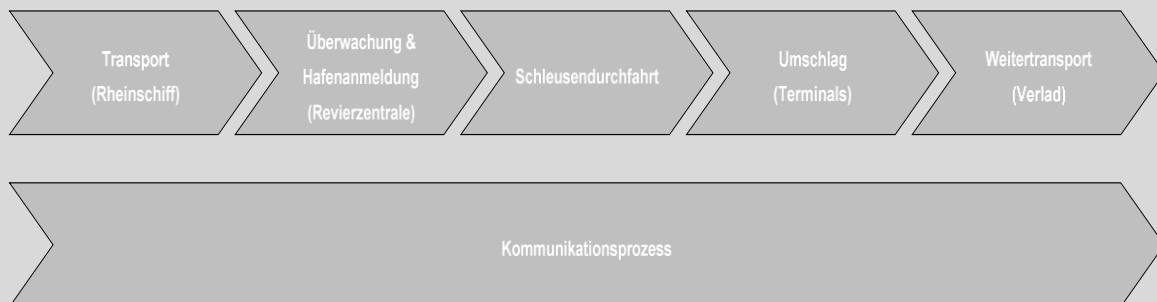 Transport
(Rheinschiff)
Überwachung &
Hafenanmeldung
(Revierzentrale)
Schleusendurchfahrt
Umschlag
(Terminals)
Weitertransport
(Verlad)
Kommunikationsprozess